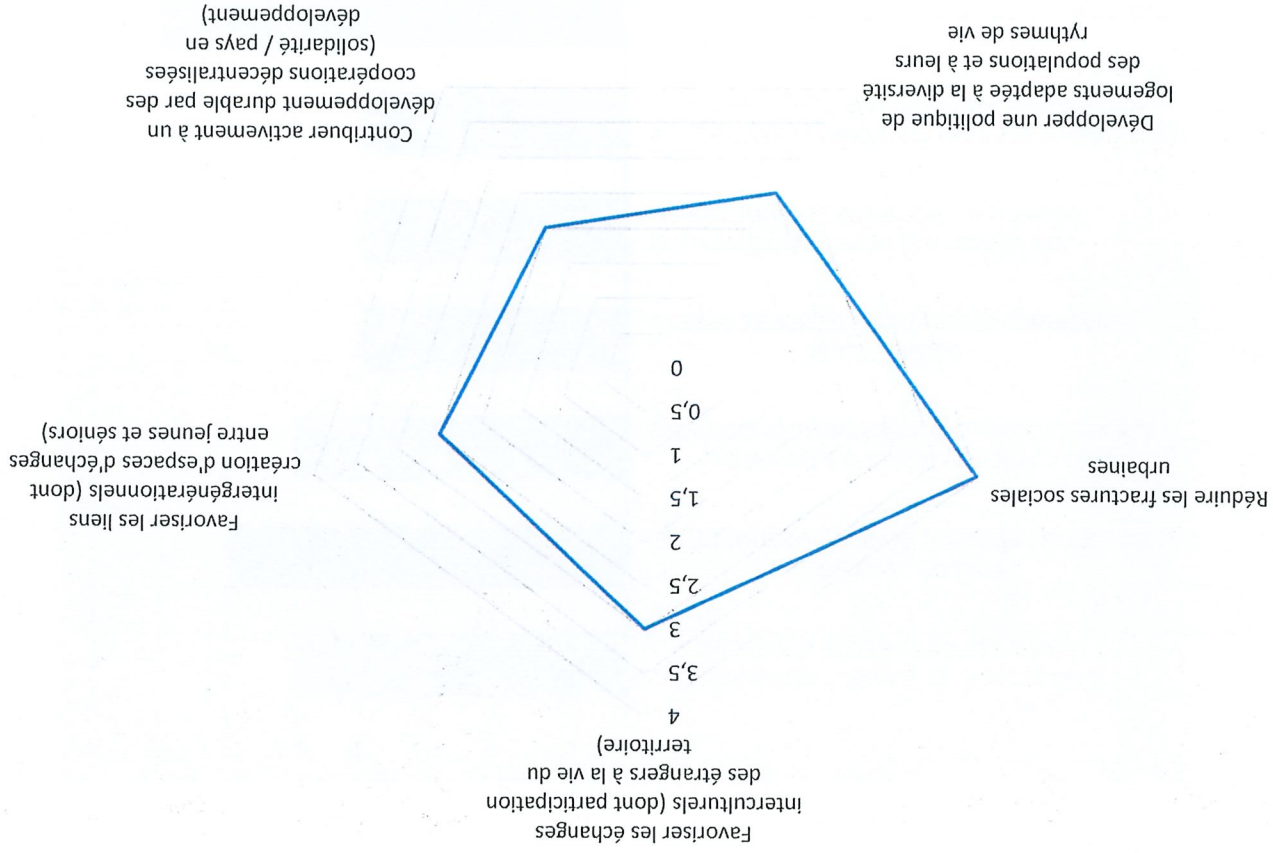 Favoriser les échanges
interculturels (dont participation
des étrangers à la vie du
territoire)
4
3,5
3
2,5
2
1,5
1
0,5
0
Réduire les fractures sociales
urbaines
Favoriser les liens
intergénérationnels (dont
création d'espaces d'échanges
entre jeunes et séniors)
Développer une politique de
logements adaptée à la diversité
des populations et à leurs
rythmes de vie
Contribuer activement à un
développement durable par des
coopérations décentralisées
(solidarité / pays en
développement)